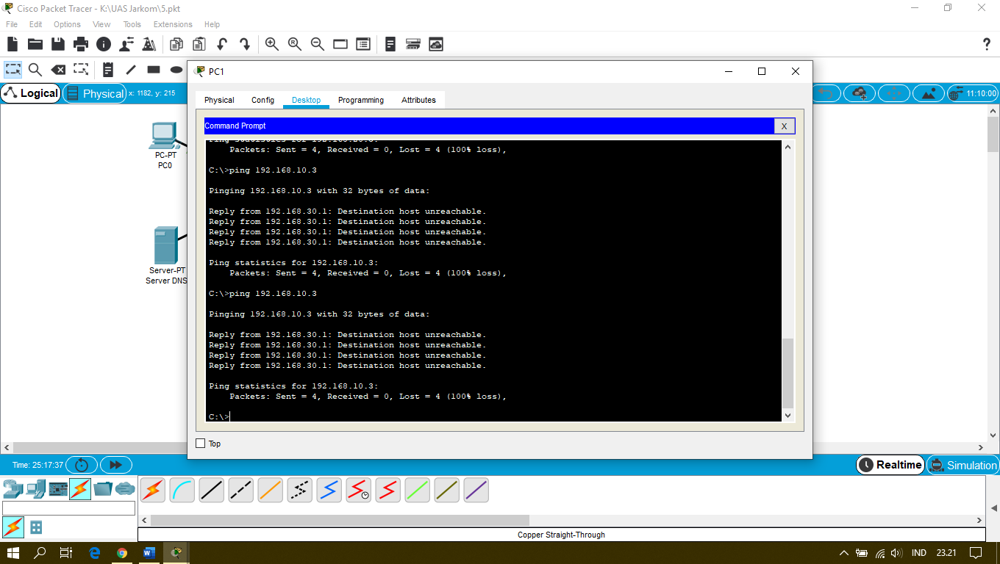 Cisco Packet Tracer - K:\UAS Jarkom\5.pkt
File Edit Options View Tools Extensions Help
Logical
Physical
x: 1182, y: 215
11:10:00
PC-PT
PC0
Server-PT
Server DNS
PC1
Physical Config Desktop Programming Attributes
Command Prompt
X
Packets: Sent = 4, Received = 0, Lost = 4 (100% loss),
C:\>ping 192.168.10.3
Pinging 192.168.10.3 with 32 bytes of data:
Reply from 192.168.30.1: Destination host unreachable.
Reply from 192.168.30.1: Destination host unreachable.
Reply from 192.168.30.1: Destination host unreachable.
Reply from 192.168.30.1: Destination host unreachable.
Ping statistics for 192.168.10.3:
Packets: Sent = 4, Received = 0, Lost = 4 (100% loss),
C:\>ping 192.168.10.3
Pinging 192.168.10.3 with 32 bytes of data:
Reply from 192.168.30.1: Destination host unreachable.
Reply from 192.168.30.1: Destination host unreachable.
Reply from 192.168.30.1: Destination host unreachable.
Reply from 192.168.30.1: Destination host unreachable.
Ping statistics for 192.168.10.3:
Packets: Sent = 4, Received = 0, Lost = 4 (100% loss),
C:\>
Top
Time: 25:17:37
Realtime
Simulation
Copper Straight-Through
IND
23.21